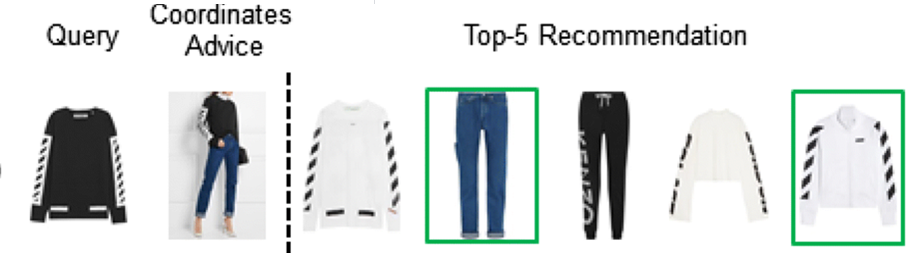 Query
Coordinates
Advice
Top-5 Recommendation
KENZO